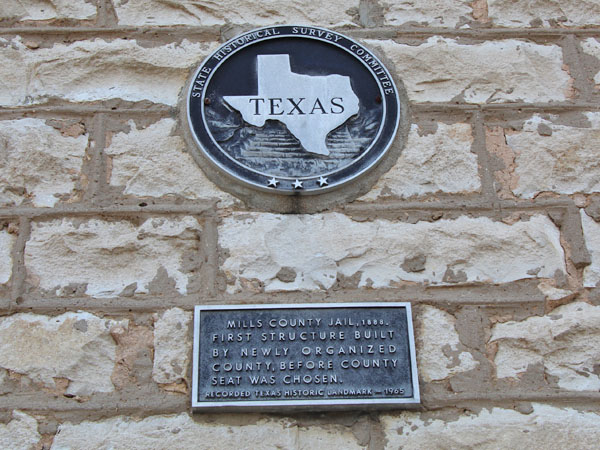 STATE HISTORICAL SURVEY COMMITTEE
TEXAS
MILLS COUNTY JAIL, 1888.
FIRST STRUCTURE BUILT
BY NEWLY ORGANIZED
COUNTY, BEFORE COUNTY
SEAT WAS CHOSEN.
RECORDED TEXAS HISTORIC LANDMARK — 1965